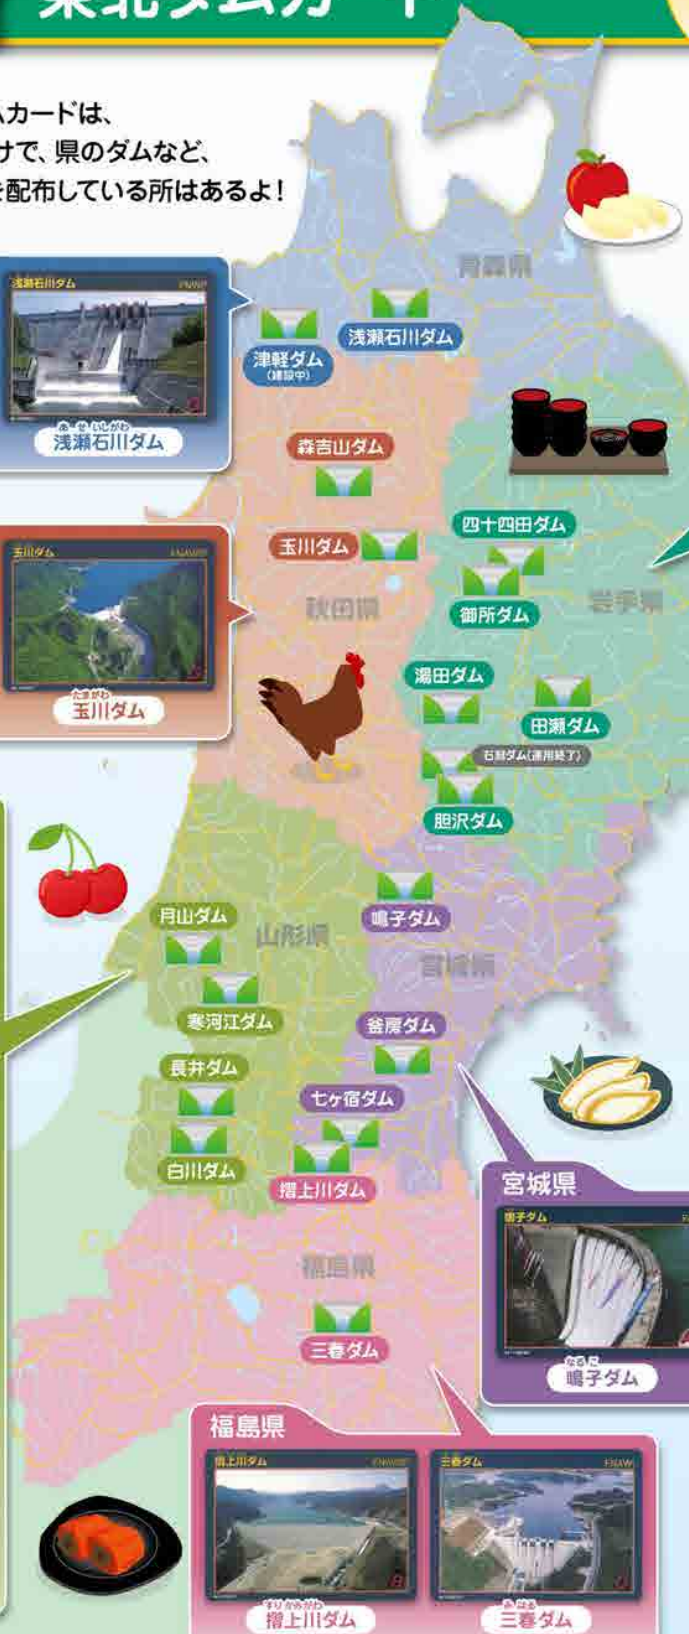 東北ダムカード
ムカードは、
けで、県のダムなど、
を配布している所はあるよ!
青森県
浅瀬石川ダム
浅瀬石川ダム
津軽ダム
(建設中)
あせいしがわ
浅瀬石川ダム
森吉山ダム
四十四田ダム
玉川ダム
玉川ダム
秋田県
岩手県
御所ダム
湯田ダム
たまがわ
玉川ダム
田瀬ダム
石淵ダム(運用終了)
胆沢ダム
月山ダム
鳴子ダム
山形県
宮城県
寒河江ダム
釜房ダム
長井ダム
七ヶ宿ダム
白川ダム
摺上川ダム
宮城県
鳴子ダム
福島県
三春ダム
なるこ
鳴子ダム
福島県
摺上川ダム
三春ダム
すりかみがわ
摺上川ダム
みはる
三春ダム